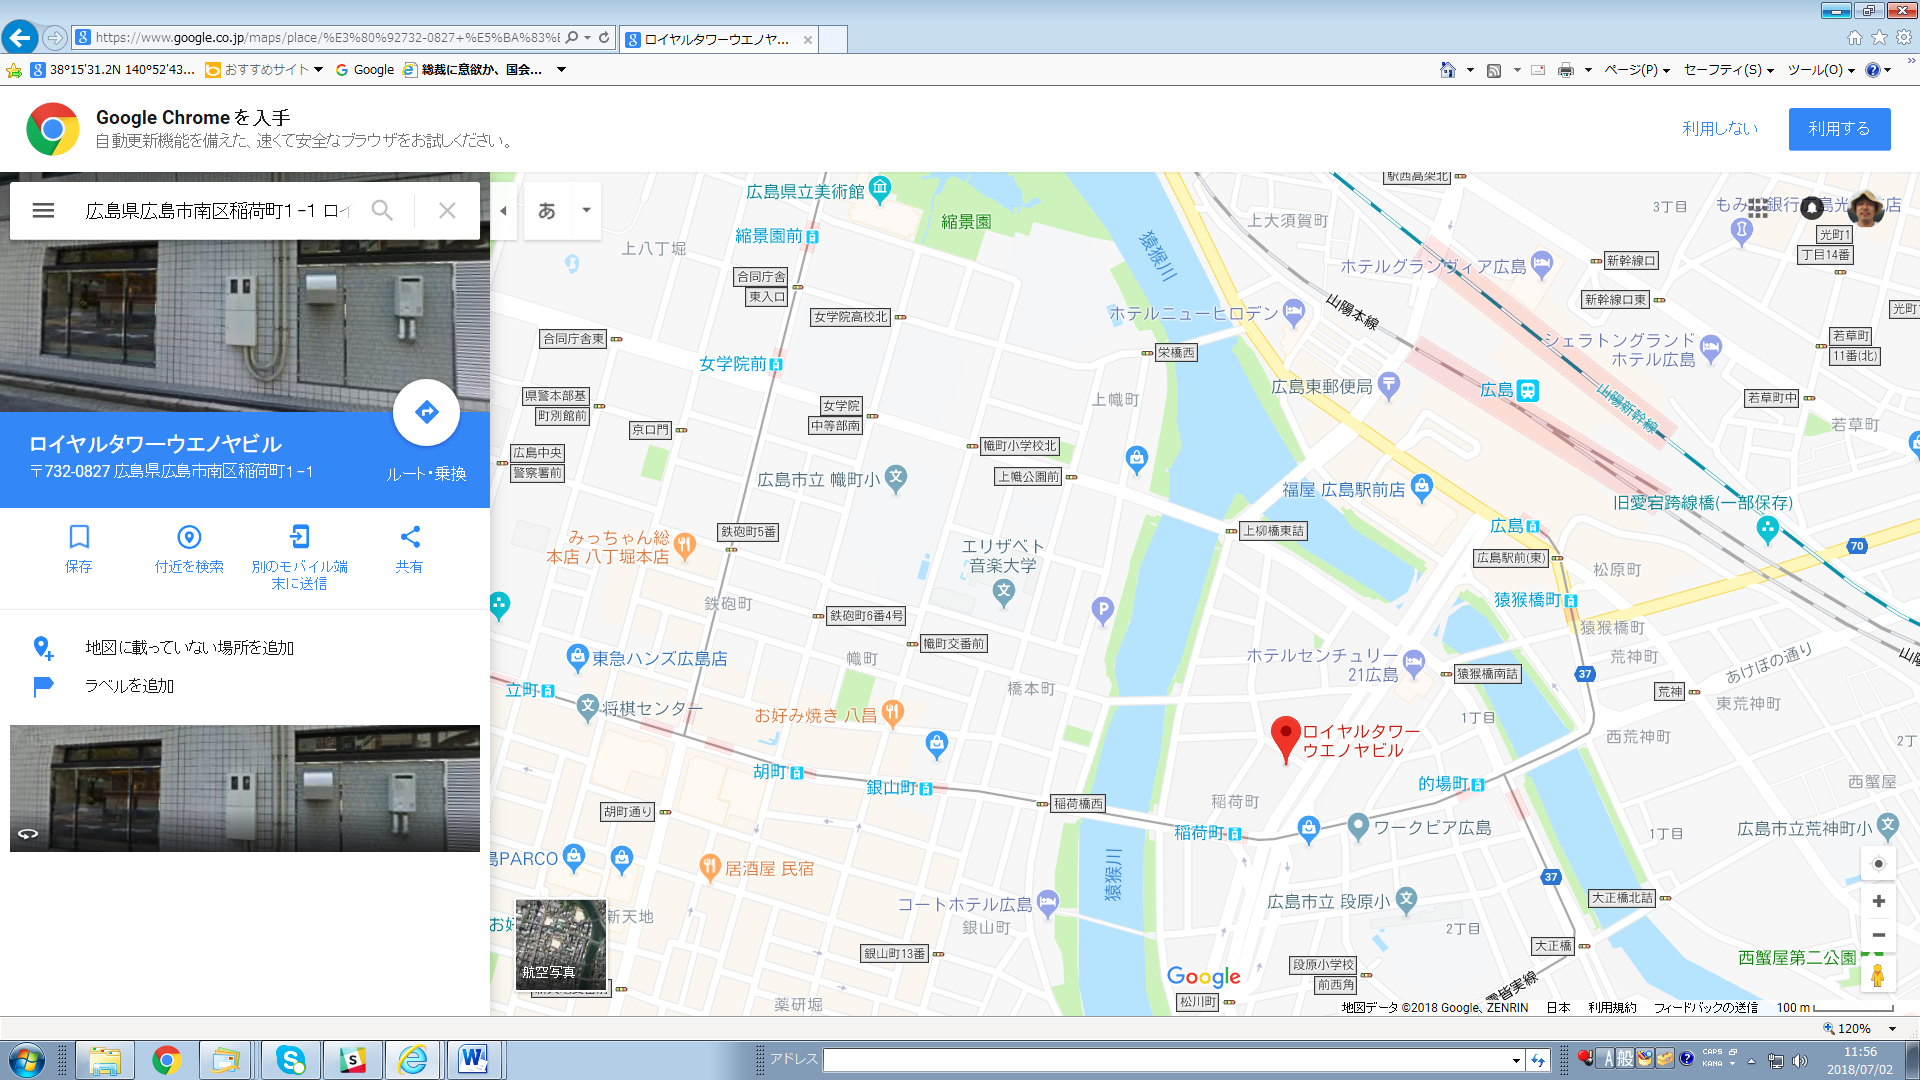 https://www.google.co.jp/maps/place/%E3%80%92732-0827+%E5%BA%83%E
ロイヤルタワーウエノヤ...
38°15'31.2N 140°52'43...
おすすめサイト
Google
総裁に意欲か、国会...
ページ(P)
セーフティ(S)
ツール(O)
Google Chrome を入手
自動更新機能を備えた、速くて安全なブラウザをお試しください。
利用しない
利用する
広島県広島市南区稲荷町1-1 ロイ
あ
ロイヤルタワーウエノヤビル
〒732-0827 広島県広島市南区稲荷町1-1
ルート・乗換
保存
付近を検索
別のモバイル端
末に送信
共有
地図に載っていない場所を追加
ラベルを追加
広島県立美術館
縮景園
縮景園前
上八丁堀
合同庁舎
東入口
女学院高校北
合同庁舎東
女学院前
県警本部基
町別館前
女学院
中等部南
京口門
広島中央
警察署前
幟町小学校北
上幟公園前
広島市立 幟町小
上幟町
栄橋西
猿猴川
上大須賀町
駅西高架北
3丁目
もみ
銀行
光町1
丁目14番
ホテルグランヴィア広島
新幹線口
新幹線口東
光町
山陽本線
ホテルニューヒロデン
シェラトングランド
ホテル広島
若草町
11番(北)
広島東郵便局
広島
山陽新幹線
若草町中
若草町
福屋 広島駅前店
旧愛宕跨線橋(一部保存)
広島
70
上柳橋東詰
広島駅前(東)
松原町
みっちゃん総
本店 八丁堀本店
鉄砲町5番
エリザベト
音楽大学
鉄砲町
鉄砲町6番4号
幟町交番前
猿猴橋町
猿猴橋町
東急ハンズ広島店
幟町
橋本町
ホテルセンチュリー
21広島
猿猴橋南詰
37
荒神町
あけぼの通り
荒神
東荒神町
立町
将棋センター
お好み焼き 八昌
1丁目
ロイヤルタワー
ウエノヤビル
西荒神町
2丁
胡町
銀山町
的場町
西蟹屋
胡町通り
稲荷橋西
稲荷町
稲荷町
ワークピア広島
1丁目
広島市立荒神町小
島PARCO
居酒屋 民宿
猿猴川
37
コートホテル広島
広島市立 段原小
大正橋北詰
お好
新天地
銀山町
2丁目
銀山町13番
大正橋
西蟹屋第二公園
航空写真
Google
段原小学校
前西角
薬研堀
松川町
地図データ ©2018 Google、ZENRIN
日本
利用規約
フィードバックの送信
100 m
120%
アドレス
A
般
CAPS
KANA
11:56
2018/07/02